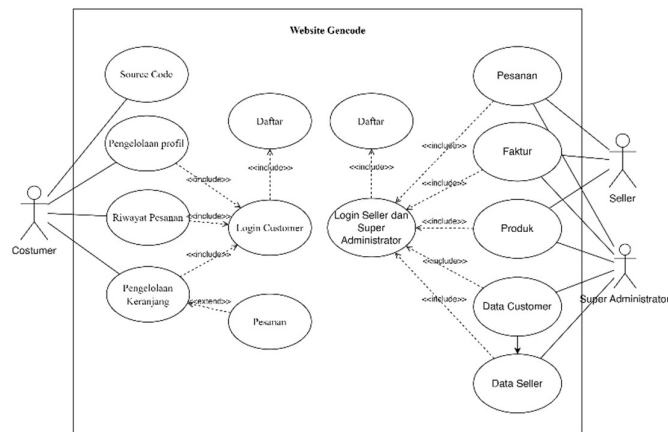 Website Gencode
Source Code
Pesanan
Daftar
Daftar
Pengelolaan profil
<<include>>
Faktur
<<include>>
<<include>>
<<include>>
<<include>>
<<include>>
Seller
Costumer
Riwayat Pesanan
<<include>>
Login Customer
Login Seller dan
Super
Administrator
<<include>>
Produk
<<include>>
<<include>>
Pengelolaan
Keranjang
<<extend>>
Pesanan
<<include>>
Data Customer
Super Administrator
Data Seller